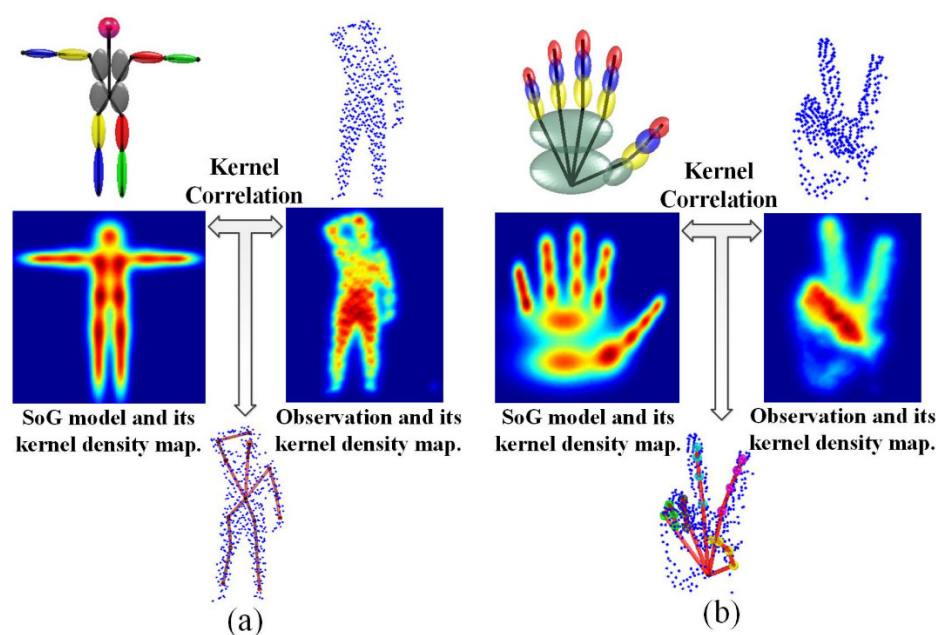 Kernel
Correlation
SoG model and its
kernel density map.
Observation and its
kernel density map.
(a)
Kernel
Correlation
SoG model and its
kernel density map.
Observation and its
kernel density map.
(b)